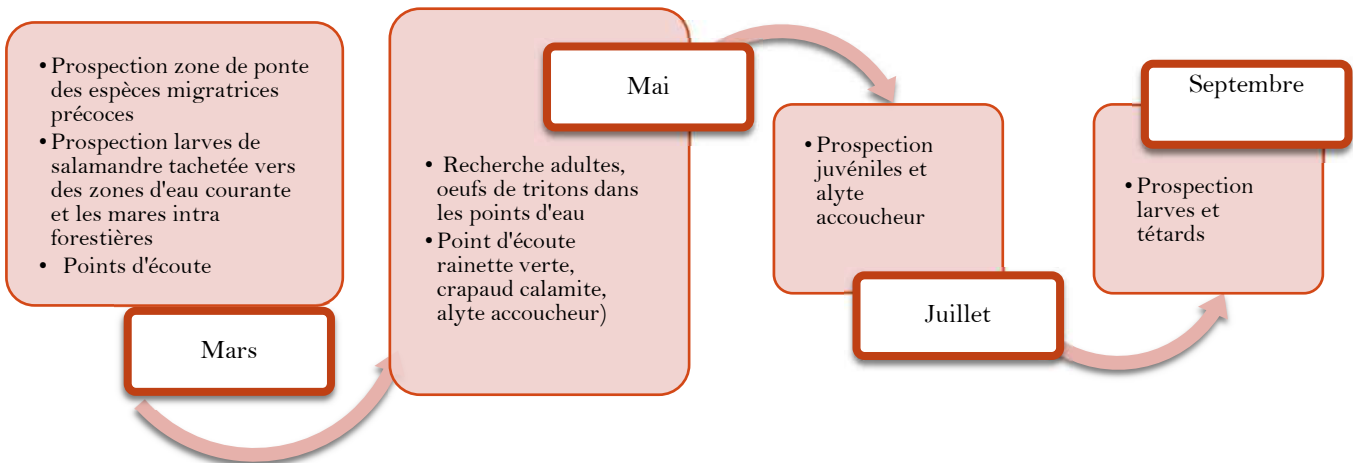 • Prospection zone de ponte
des espèces migratrices
précoces
• Prospection larves de
salamandre tachetée vers
des zones d'eau courante
et les mares intra
forestières
• Points d'écoute
Mars
Mai
• Recherche adultes,
oeufs de tritons dans
les points d'eau
• Point d'écoute
rainette verte,
crapaud calamite,
alyte accoucheur)
• Prospection
juvéniles et
alyte
accoucheur
Juillet
Septembre
• Prospection
larves et
tétards